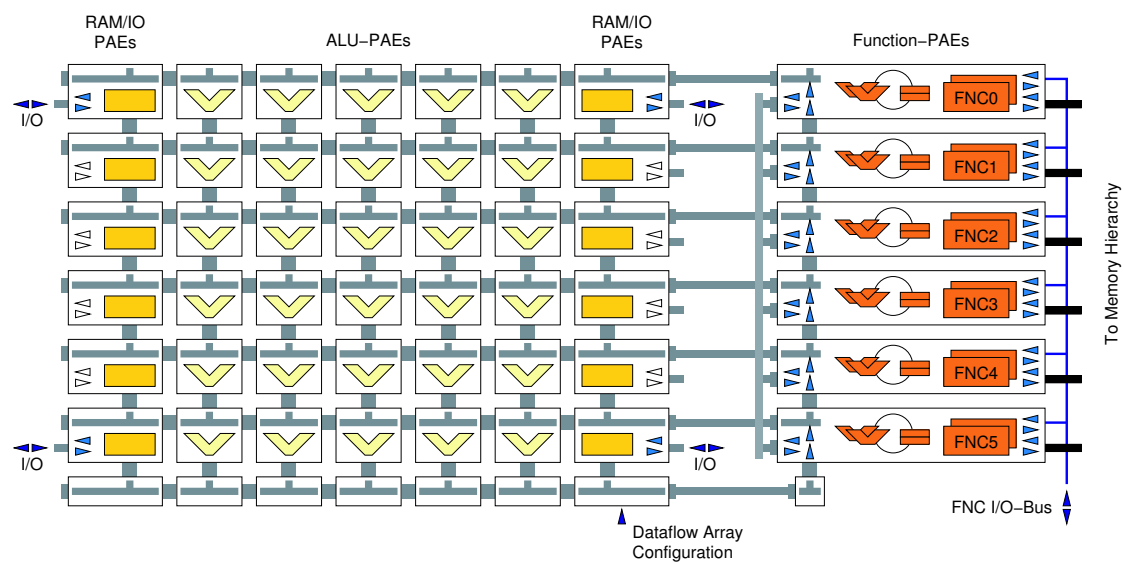 RAM/IO
PAEs
ALU−PAEs
RAM/IO
PAEs
Function−PAEs
FNC0
I/O
I/O
FNC1
FNC2
FNC3
FNC4
FNC5
I/O
I/O
To Memory Hierarchy
FNC I/O−Bus
Dataflow Array
Configuration